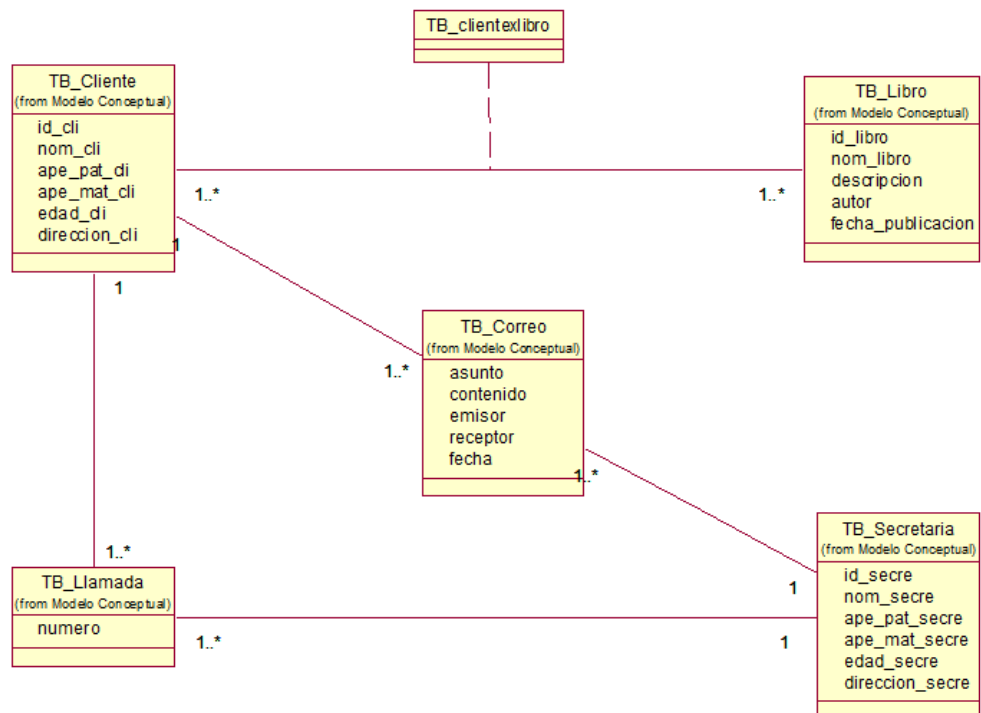 TB_clientexlibro
TB_Cliente
(from Modelo Conceptual)
id_cli
nom_cli
ape_pat_cli
ape_mat_cli
edad_cli
direccion_cli
TB_Libro
(from Modelo Conceptual)
id_libro
nom_libro
descripcion
autor
fecha_publicacion
1..*
1..*
1
1
TB_Correo
(from Modelo Conceptual)
asunto
contenido
emisor
receptor
fecha
1..*
1..*
TB_Secretaria
(from Modelo Conceptual)
id_secre
nom_secre
ape_pat_secre
ape_mat_secre
edad_secre
direccion_secre
1
1
1..*
TB_Llamada
(from Modelo Conceptual)
numero
1..*